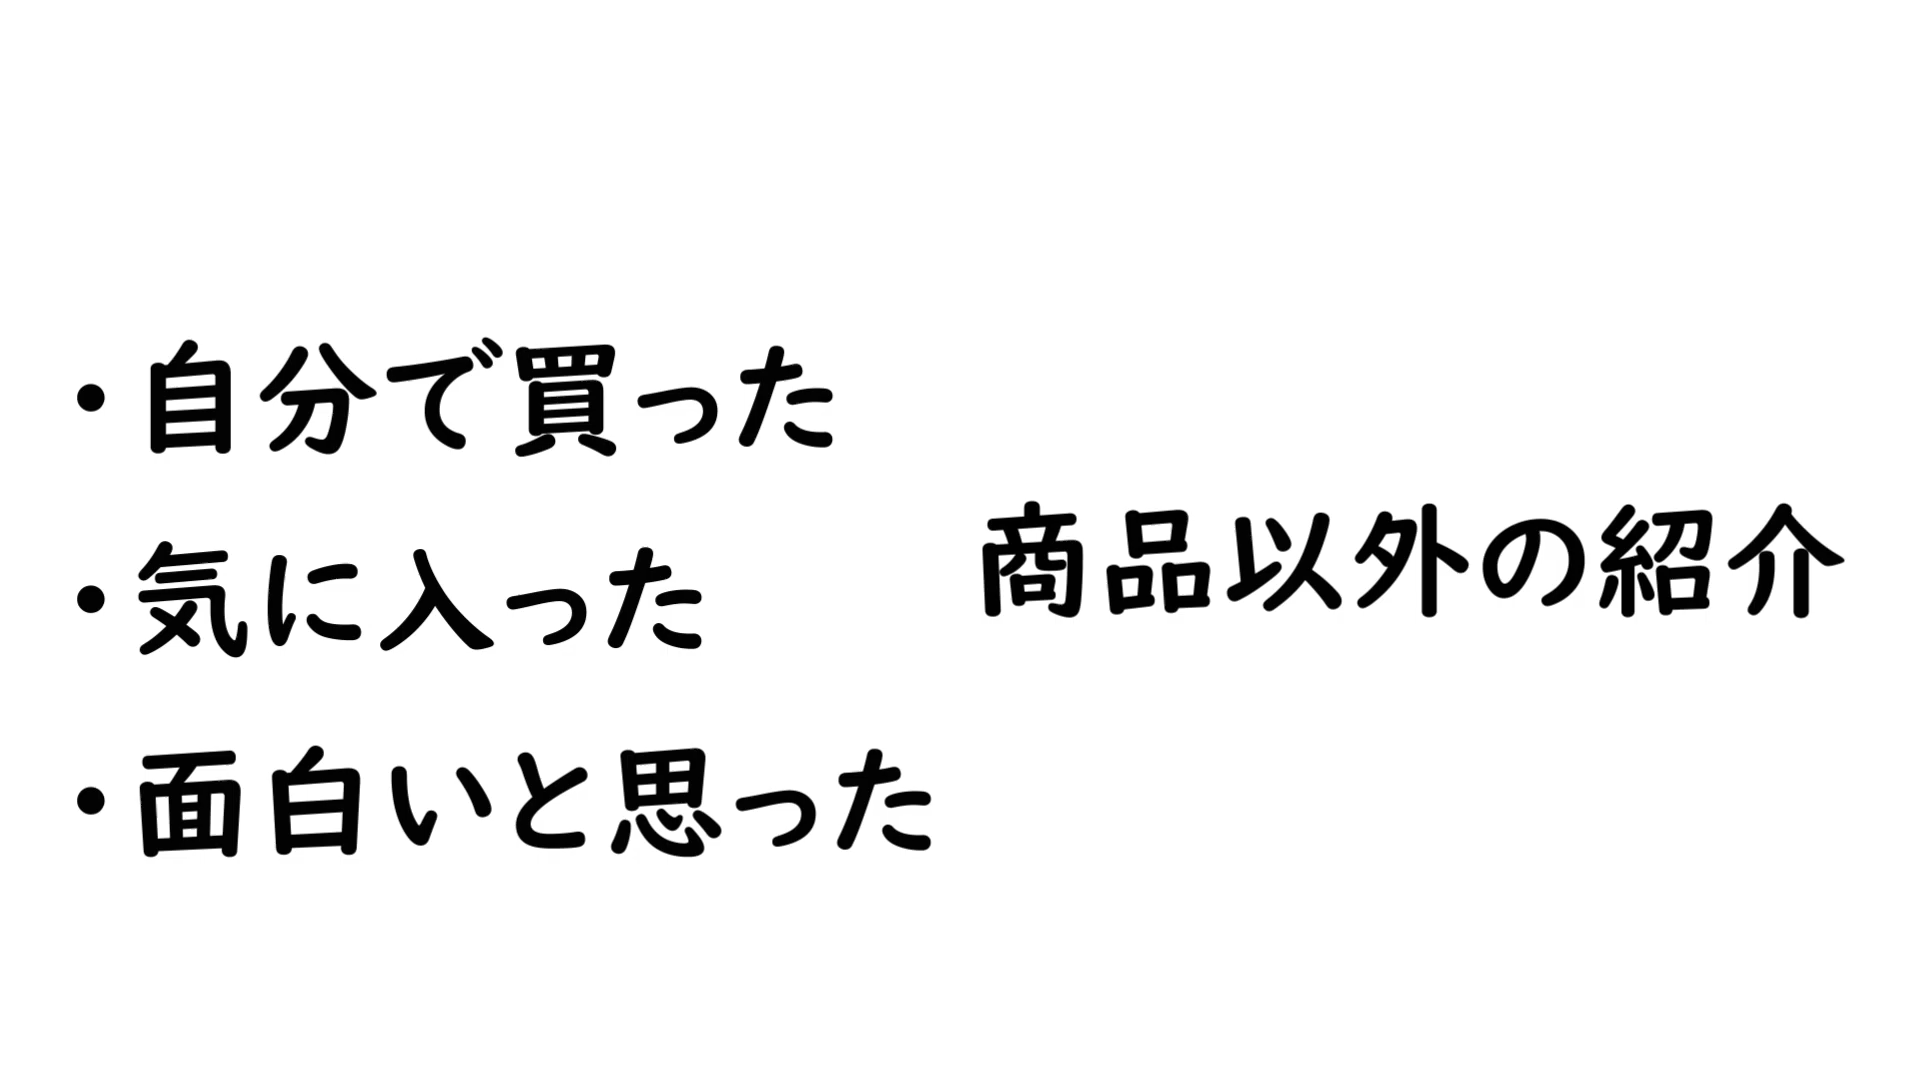 ・自分で買った
・気に入った
・面白いと思った
商品以外の紹介